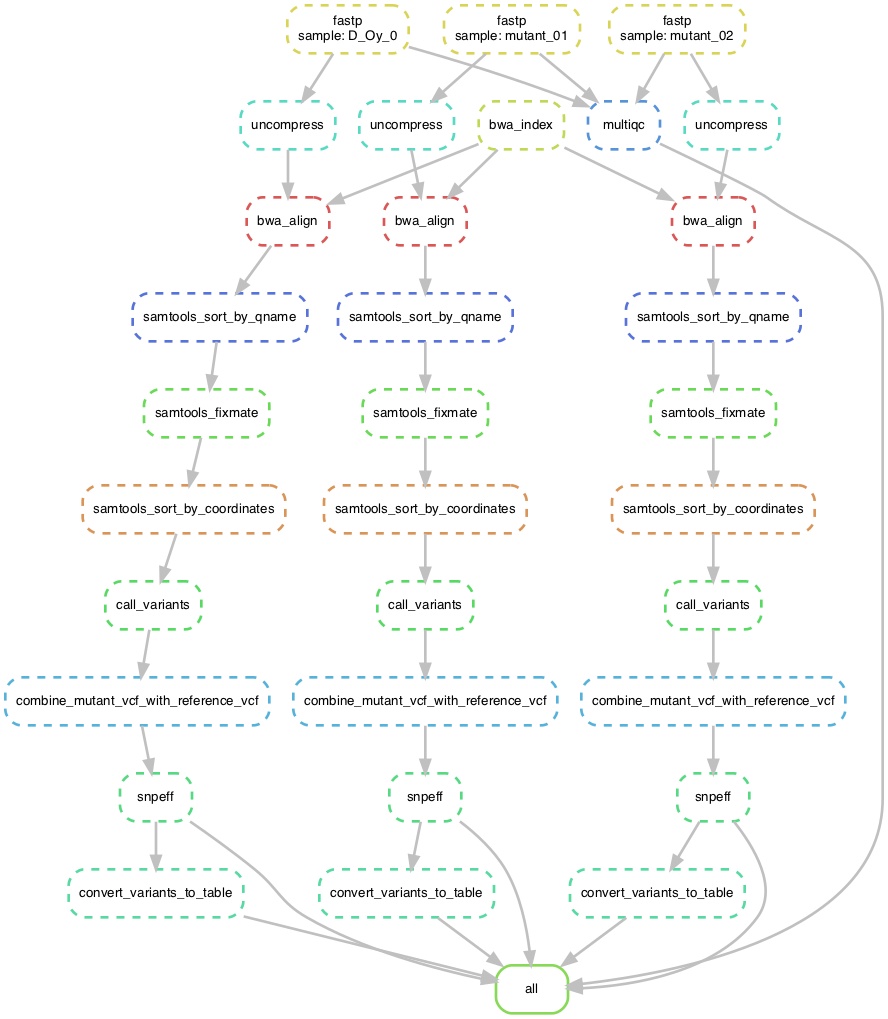 fastp
sample: D_Oy_0
fastp
sample: mutant_01
fastp
sample: mutant_02
uncompress
uncompress
bwa_index
multiqc
uncompress
bwa_align
bwa_align
bwa_align
samtools_sort_by_qname
samtools_sort_by_qname
samtools_sort_by_qname
samtools_fixmate
samtools_fixmate
samtools_fixmate
samtools_sort_by_coordinates
samtools_sort_by_coordinates
samtools_sort_by_coordinates
call_variants
call_variants
call_variants
combine_mutant_vcf_with_reference_vcf
combine_mutant_vcf_with_reference_vcf
combine_mutant_vcf_with_reference_vcf
snpeff
snpeff
snpeff
convert_variants_to_table
convert_variants_to_table
convert_variants_to_table
all